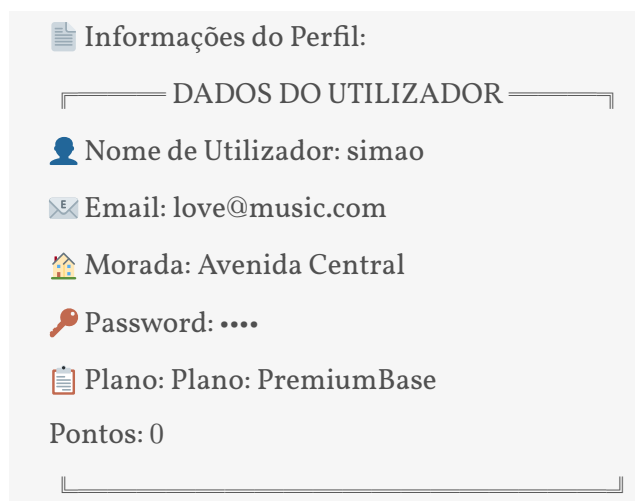 📄 Informações do Perfil:
╔══════ DADOS DO UTILIZADOR ══════╗
👤 Nome de Utilizador: simao
📧 Email: love@music.com
🏠 Morada: Avenida Central
🔑 Password: ••••
📋 Plano: Plano: PremiumBase
Pontos: 0
╚═════════════════════════════════╝